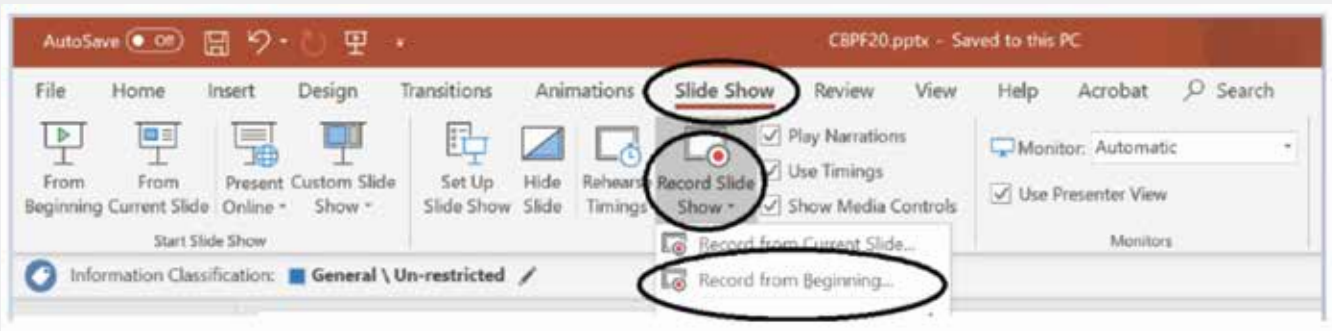 AutoSave Off CBPF20.pptx - Saved to this PC
File Home Insert Design Transitions Animations Slide Show Review View Help Acrobat Search
From Beginning
From Current Slide
Present Online
Custom Slide Show
Set Up Slide Show
Hide Slide
Rehearse Timings
Record Slide Show
Play Narrations
Use Timings
Show Media Controls
Monitor: Automatic
Use Presenter View
Start Slide Show
Monitors
Record from Current Slide...
Record from Beginning...
Information Classification: General \ Un-restricted